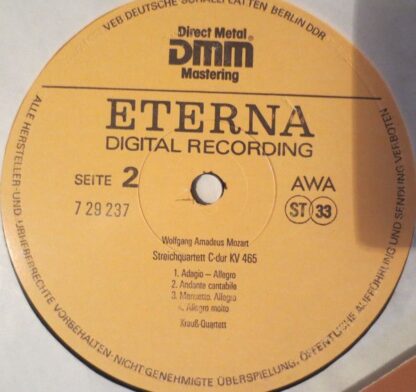 VEB DEUTSCHE SCHALLPLATTEN BERLIN DDR
Direct Metal
DMM
Mastering
ETERNA
DIGITAL RECORDING
SEITE 2
AWA
7 29 237
ST 33
Wolfgang Amadeus Mozart
Streichquartett C-dur KV 465
1. Adagio – Allegro
2. Andante cantabile
3. Menuetto. Allegro
4. Allegro molto
Krauß-Quartett
ALLE HERSTELLER- UND URHEBERRECHTE VORBEHALTEN · NICHT GENEHMIGTE ÜBERSPIELUNG, ÖFFENTLICHE AUFFÜHRUNG UND SENDUNG VERBOTEN